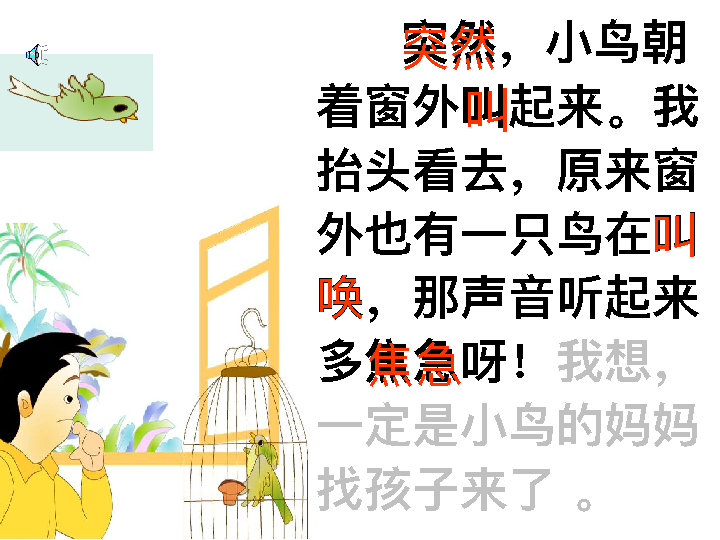 突然，小鸟朝
着窗外叫起来。我
抬头看去，原来窗
外也有一只鸟在叫
唤，那声音听起来
多焦急呀！我想，
一定是小鸟的妈妈
找孩子来了 。